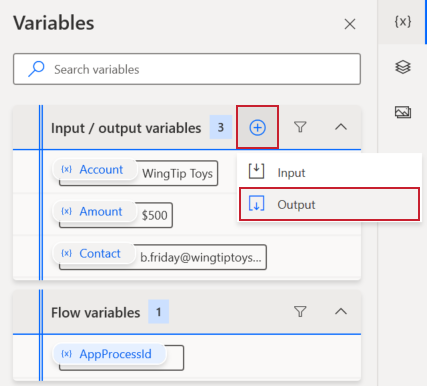 Variables
{x}
Search variables
Input / output variables 3
{x} Account WingTip Toys
Input
{x} Amount $500
Output
{x} Contact b.friday@wingtiptoys...
Flow variables 1
{x} AppProcessId